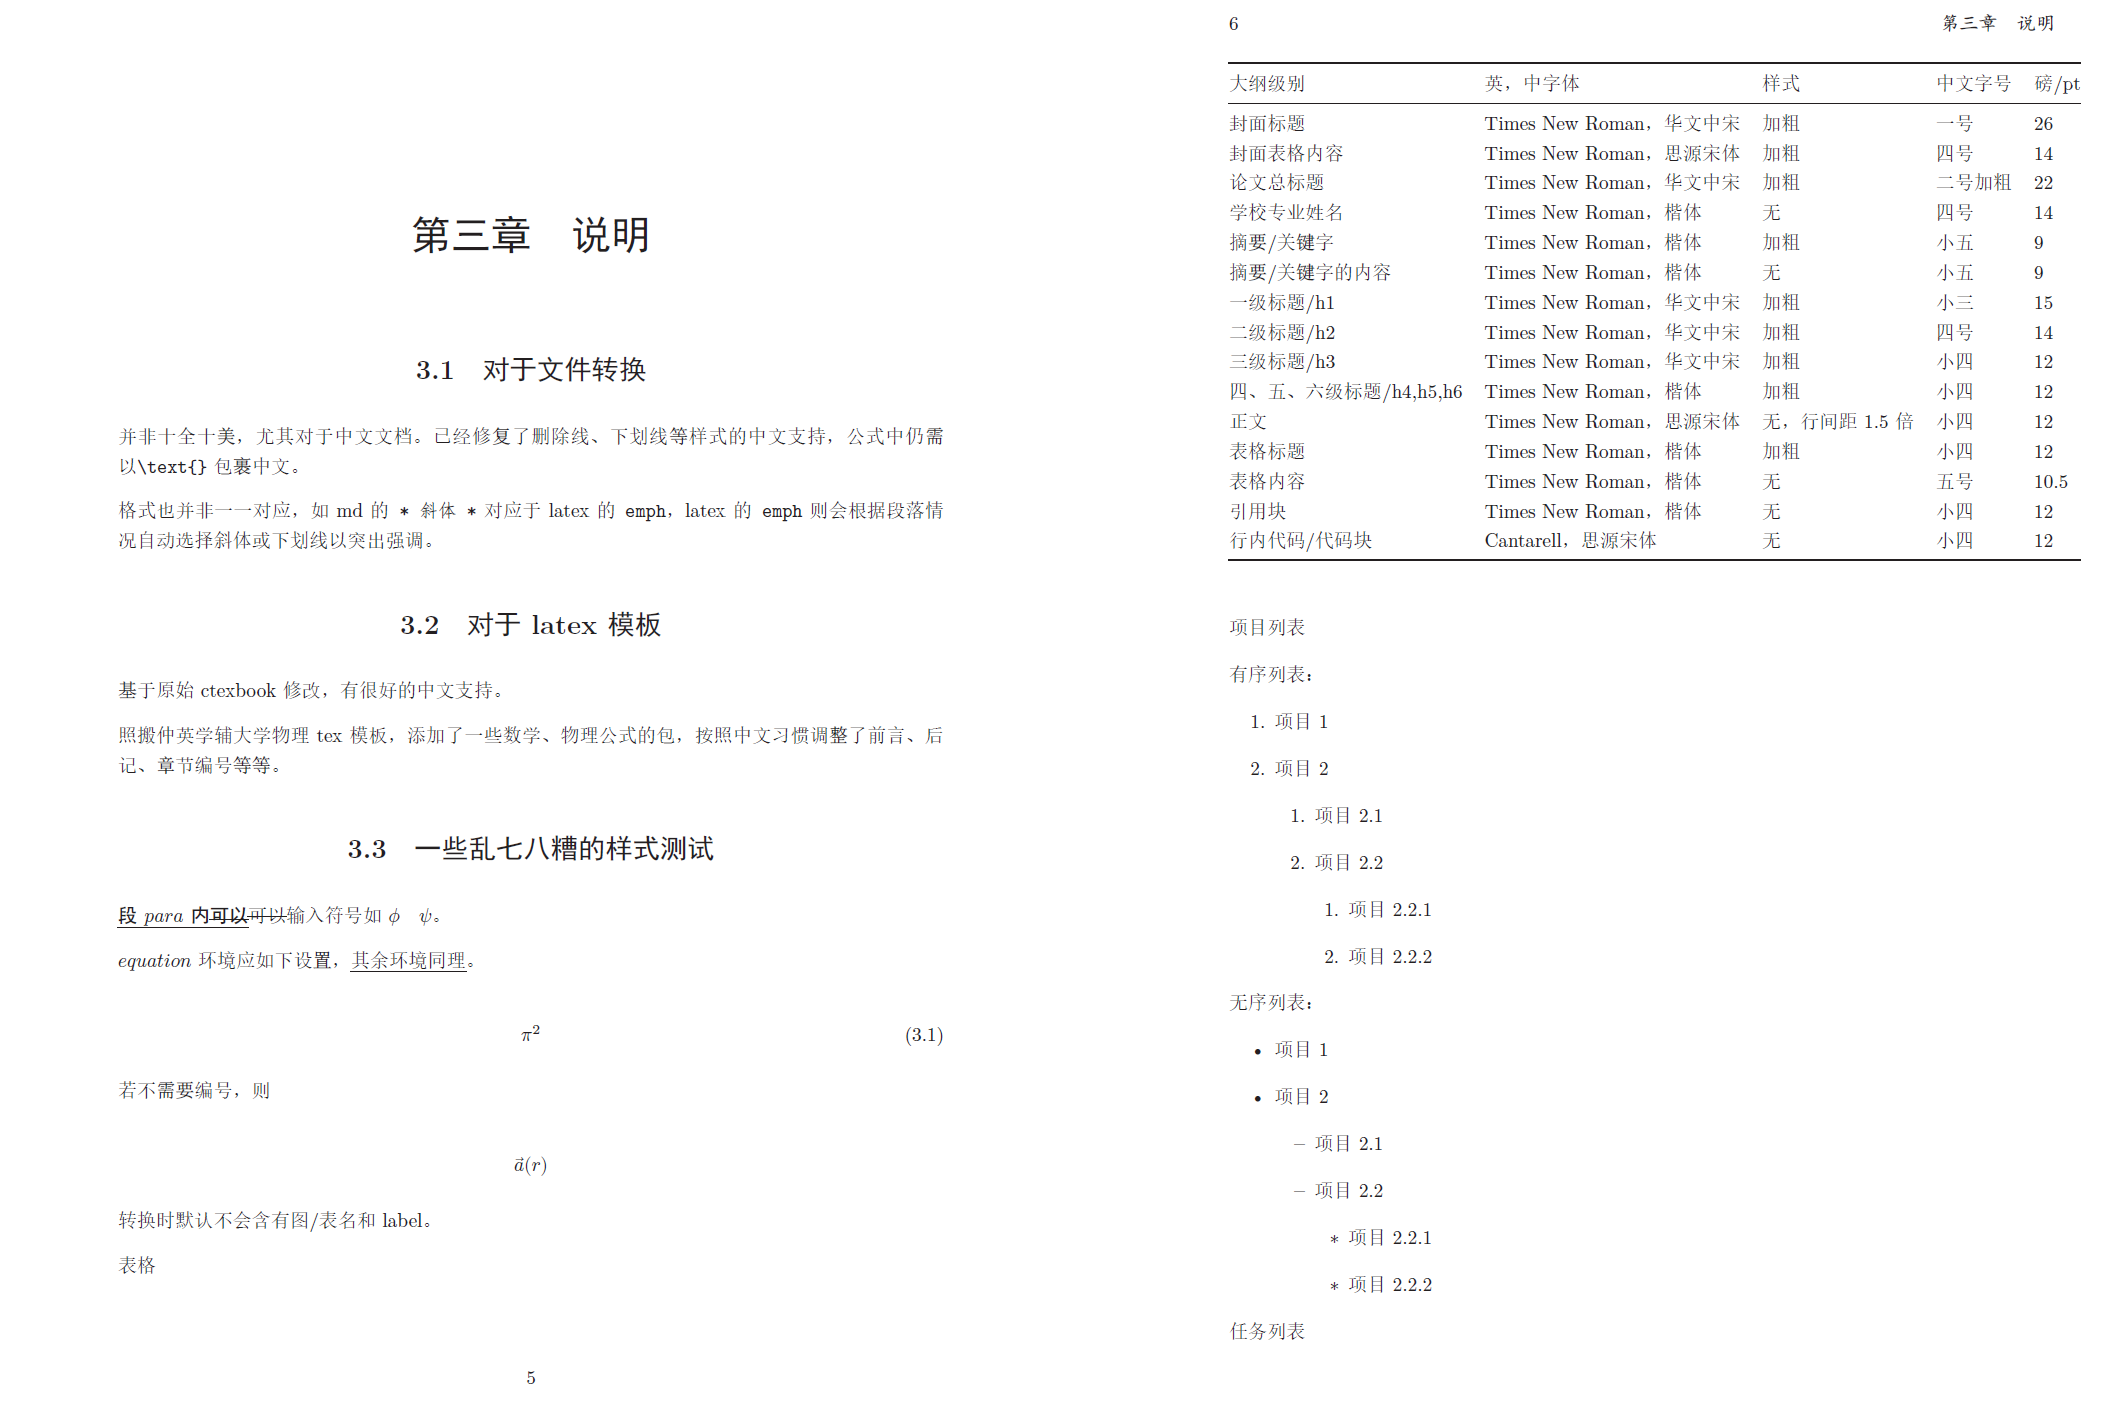 第三章 说明
3.1 对于文件转换
并非十全十美，尤其对于中文文档。已经修复了删除线、下划线等样式的中文支持，公式中仍需
以\text{} 包裹中文。
格式也并非一一对应，如 md 的 * 斜体 * 对应于 latex 的 emph，latex 的 emph 则会根据段落情
况自动选择斜体或下划线以突出强调。
3.2 对于 latex 模板
基于原始 ctexbook 修改，有很好的中文支持。
照搬仲英学辅大学物理 tex 模板，添加了一些数学、物理公式的包，按照中文习惯调整了前言、后
记、章节编号等等。
3.3 一些乱七八糟的样式测试
段 para 内可以可以输入符号如 ϕ ψ。
equation 环境应如下设置，其余环境同理。
π² (3.1)
若不需要编号，则
a⃗(r)
转换时默认不会含有图/表名和 label。
表格
5
6 第三章 说明
大纲级别 英，中字体 样式 中文字号 磅/pt
封面标题 Times New Roman，华文中宋 加粗 一号 26
封面表格内容 Times New Roman，思源宋体 加粗 四号 14
论文总标题 Times New Roman，华文中宋 加粗 二号加粗 22
学校专业姓名 Times New Roman，楷体 无 四号 14
摘要/关键字 Times New Roman，楷体 加粗 小五 9
摘要/关键字的内容 Times New Roman，楷体 无 小五 9
一级标题/h1 Times New Roman，华文中宋 加粗 小三 15
二级标题/h2 Times New Roman，华文中宋 加粗 四号 14
三级标题/h3 Times New Roman，华文中宋 加粗 小四 12
四、五、六级标题/h4,h5,h6 Times New Roman，楷体 加粗 小四 12
正文 Times New Roman，思源宋体 无，行间距 1.5 倍 小四 12
表格标题 Times New Roman，楷体 加粗 小四 12
表格内容 Times New Roman，楷体 无 五号 10.5
引用块 Times New Roman，楷体 无 小四 12
行内代码/代码块 Cantarell，思源宋体 无 小四 12
项目列表
有序列表：
1. 项目 1
2. 项目 2
1. 项目 2.1
2. 项目 2.2
1. 项目 2.2.1
2. 项目 2.2.2
无序列表：
• 项目 1
• 项目 2
– 项目 2.1
– 项目 2.2
* 项目 2.2.1
* 项目 2.2.2
任务列表